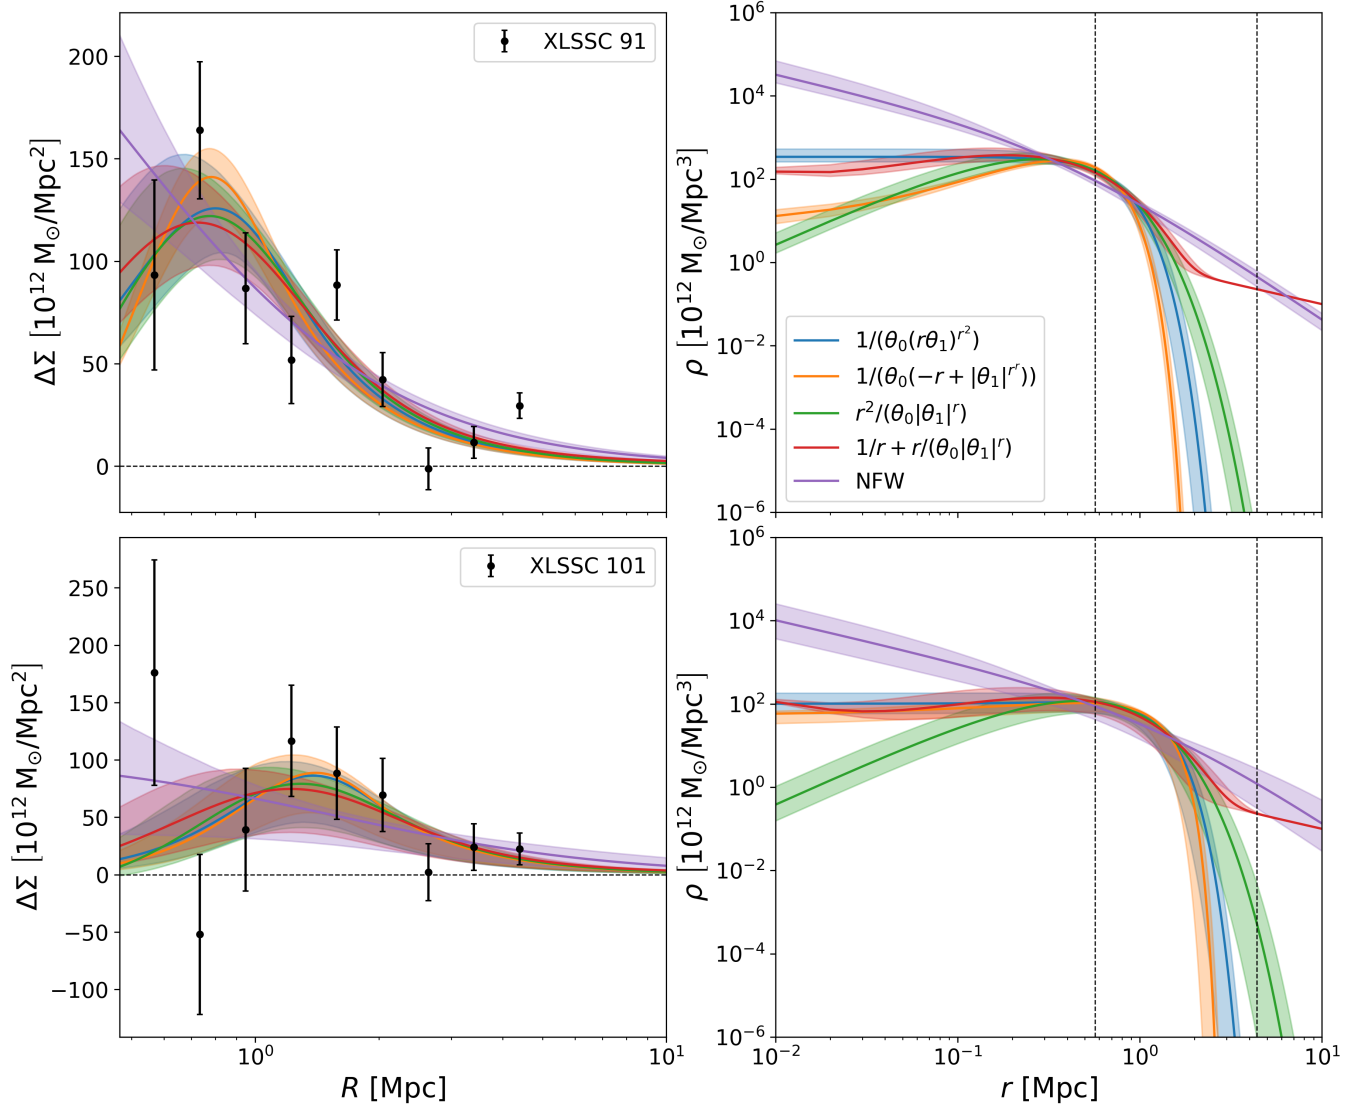 XLSSC 91
200
150
100
50
0
ΔΣ [10¹² M⊙/Mpc²]
10⁶
10⁴
10²
10⁰
10⁻²
10⁻⁴
10⁻⁶
ρ [10¹² M⊙/Mpc³]
1/(θ₀(rθ₁)^{r²})
1/(θ₀(−r + |θ₁|^{r^r}))
r²/(θ₀|θ₁|^r)
1/r + r/(θ₀|θ₁|^r)
NFW
XLSSC 101
250
200
150
100
50
0
−50
−100
ΔΣ [10¹² M⊙/Mpc²]
10⁰
10¹
R [Mpc]
10⁶
10⁴
10²
10⁰
10⁻²
10⁻⁴
10⁻⁶
ρ [10¹² M⊙/Mpc³]
10⁻²
10⁻¹
10⁰
10¹
r [Mpc]